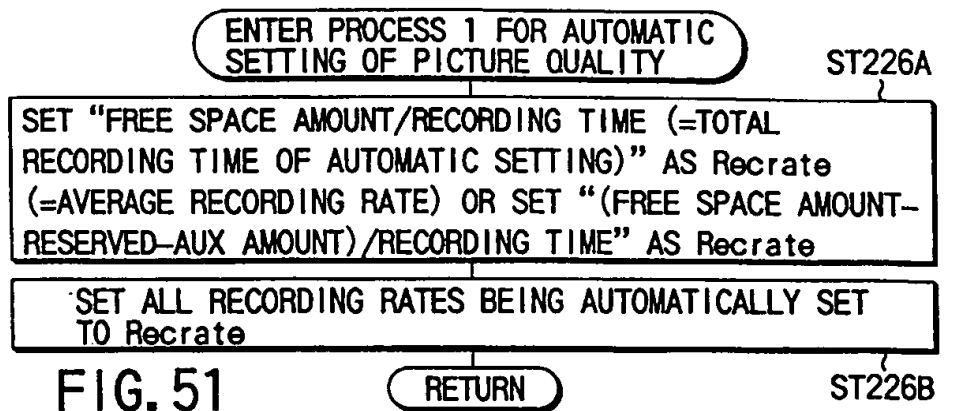 ENTER PROCESS 1 FOR AUTOMATIC
SETTING OF PICTURE QUALITY
ST226A
SET “FREE SPACE AMOUNT/RECORDING TIME (=TOTAL
RECORDING TIME OF AUTOMATIC SETTING)” AS Recrate
(=AVERAGE RECORDING RATE) OR SET “(FREE SPACE AMOUNT–
RESERVED–AUX AMOUNT)/RECORDING TIME” AS Recrate
SET ALL RECORDING RATES BEING AUTOMATICALLY SET
TO Recrate
FIG. 51
RETURN
ST226B